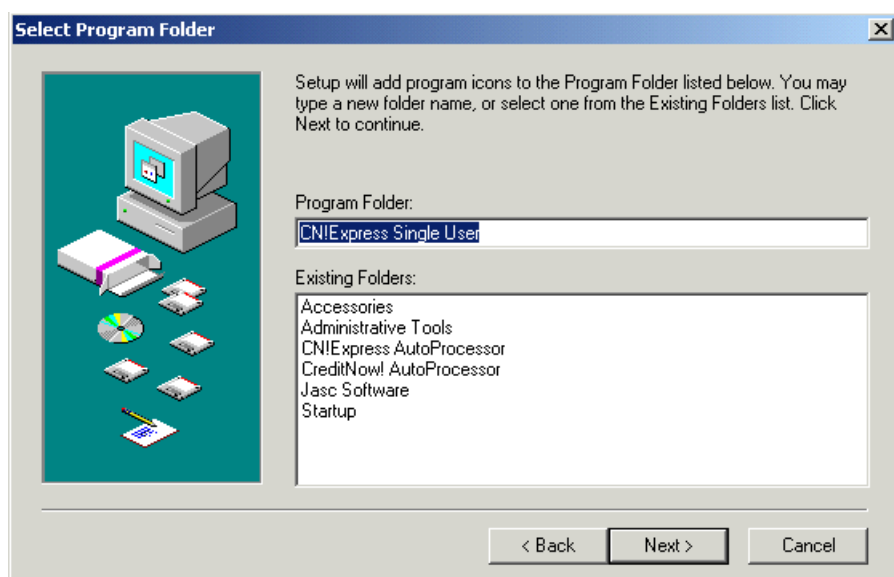 Select Program Folder
Setup will add program icons to the Program Folder listed below. You may
type a new folder name, or select one from the Existing Folders list. Click
Next to continue.
Program Folder:
CN!Express Single User
Existing Folders:
Accessories
Administrative Tools
CN!Express AutoProcessor
CreditNow! AutoProcessor
Jasc Software
Startup
< Back
Next >
Cancel